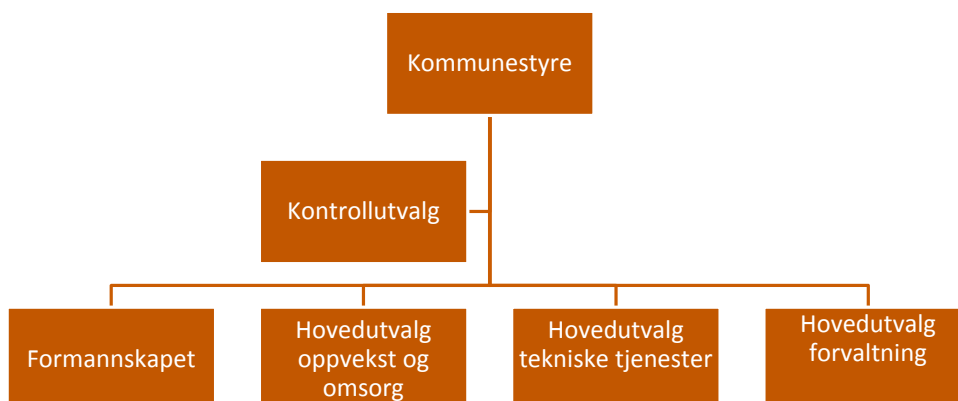 Kommunestyre
Kontrollutvalg
Formannskapet
Hovedutvalg
oppvekst og
omsorg
Hovedutvalg
tekniske tjenester
Hovedutvalg
forvaltning